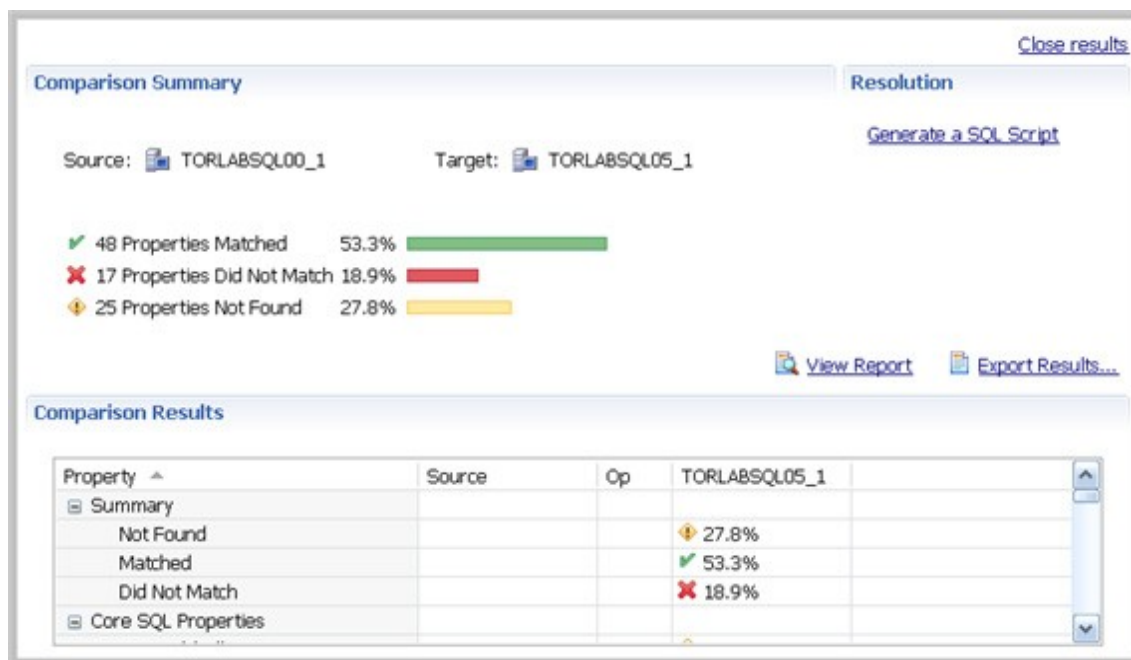 Close results
Comparison Summary
Resolution
Generate a SQL Script
Source: TORLABSQL00_1 Target: TORLABSQL05_1
48 Properties Matched 53.3%
17 Properties Did Not Match 18.9%
25 Properties Not Found 27.8%
View Report Export Results...
Comparison Results
Property Source Op TORLABSQL05_1
Summary
Not Found 27.8%
Matched 53.3%
Did Not Match 18.9%
Core SQL Properties